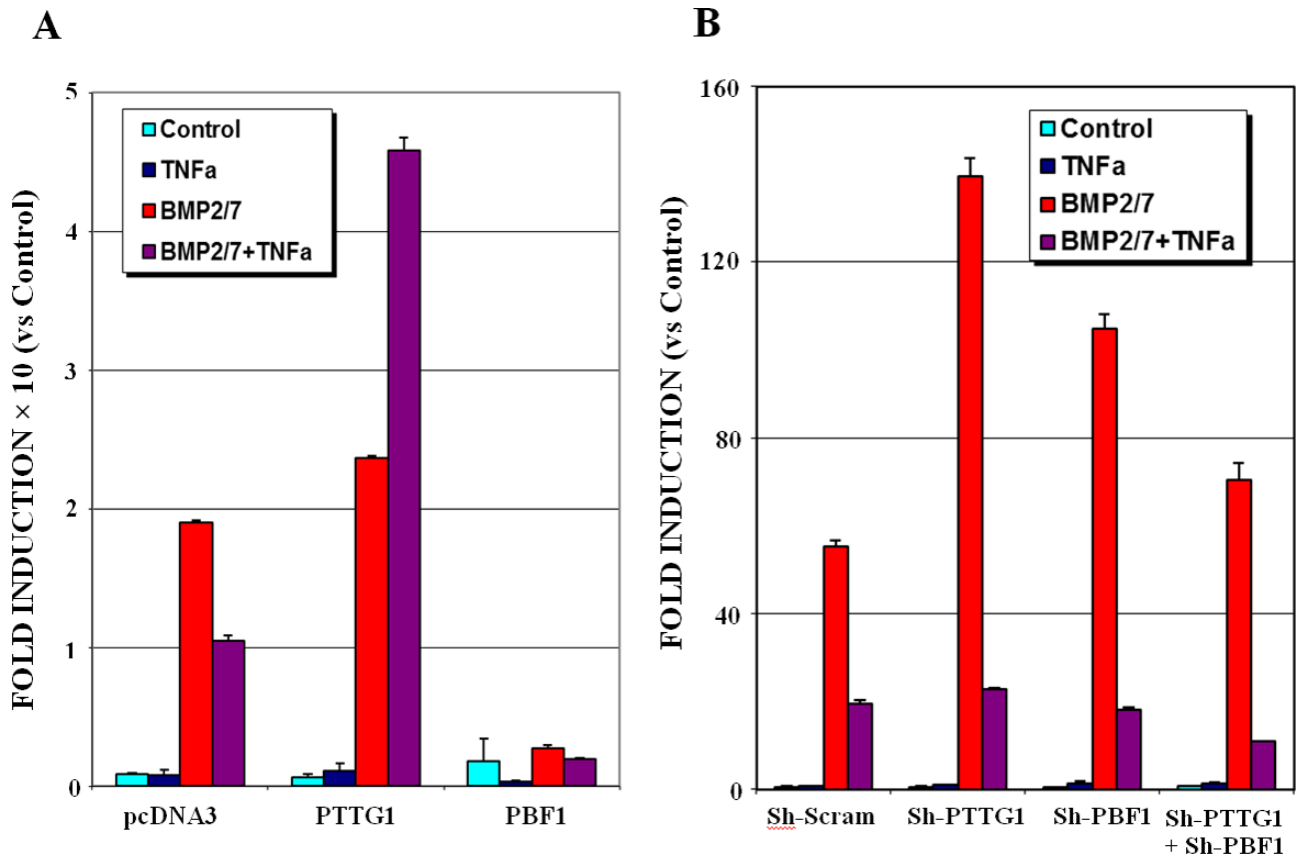 A
FOLD INDUCTION × 10 (vs Control)
5
4
3
2
1
0
Control
TNFa
BMP2/7
BMP2/7+TNFa
pcDNA3
PTTG1
PBF1
B
FOLD INDUCTION (vs Control)
160
120
80
40
0
Control
TNFa
BMP2/7
BMP2/7+TNFa
Sh-Scram
Sh-PTTG1
Sh-PBF1
Sh-PTTG1
+ Sh-PBF1